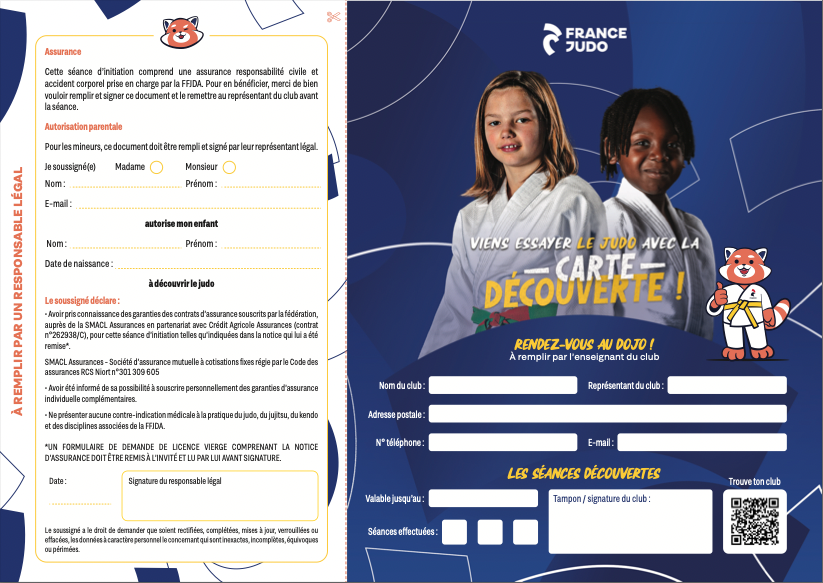 À REMPLIR PAR UN RESPONSABLE LÉGAL
Assurance
Cette séance d'initiation comprend une assurance responsabilité civile et
accident corporel prise en charge par la FFJDA. Pour en bénéficier, merci de bien
vouloir remplir et signer ce document et le remettre au représentant du club avant
la séance.
Autorisation parentale
Pour les mineurs, ce document doit être rempli et signé par leur représentant légal.
Je soussigné(e) Madame Monsieur
Nom : Prénom :
E-mail :
autorise mon enfant
Nom : Prénom :
Date de naissance :
à découvrir le judo
Le soussigné déclare :
• Avoir pris connaissance des garanties des contrats d'assurance souscrits par la fédération,
auprès de la SMACL Assurances en partenariat avec Crédit Agricole Assurances (contrat
n°262938/C), pour cette séance d'initiation telles qu'indiquées dans la notice qui lui a été
remise*.
SMACL Assurances - Société d'assurance mutuelle à cotisations fixes régie par le Code des
assurances RCS Niort n°301 309 605
• Avoir été informé de sa possibilité à souscrire personnellement des garanties d'assurance
individuelle complémentaires.
• Ne présenter aucune contre-indication médicale à la pratique du judo, du jujitsu, du kendo
et des disciplines associées de la FFJDA.
*UN FORMULAIRE DE DEMANDE DE LICENCE VIERGE COMPRENANT LA NOTICE
D'ASSURANCE DOIT ÊTRE REMIS À L'INVITÉ ET LU PAR LUI AVANT SIGNATURE.
Date :
Signature du responsable légal
Le soussigné a le droit de demander que soient rectifiées, complétées, mises à jour, verrouillées ou
effacées, les données à caractère personnel le concernant qui sont inexactes, incomplètes, équivoques
ou périmées.
FRANCE
JUDO
VIENS ESSAYER LE JUDO AVEC LA
CARTE
DÉCOUVERTE !
RENDEZ-VOUS AU DOJO !
À remplir par l'enseignant du club
Nom du club : Représentant du club :
Adresse postale :
N° téléphone : E-mail :
LES SÉANCES DÉCOUVERTES
Trouve ton club
Valable jusqu'au : Tampon / signature du club :
Séances effectuées :